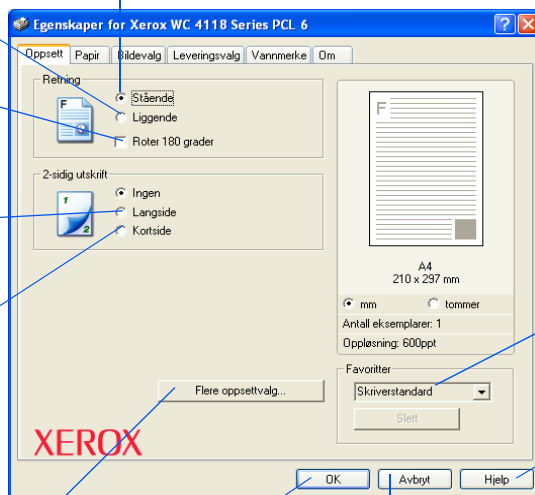 Egenskaper for Xerox WC 4118 Series PCL 6
Oppsett Papir Bildevalg Leveringsvalg Vannmerke Om
Retning
F
Stående
Liggende
Roter 180 grader
2-sidig utskrift
1
2
Ingen
Langside
Kortside
F
A4
210 x 297 mm
mm tommer
Antall eksemplarer: 1
Oppløsning: 600ppt
Favoritter
Skriverstandard
Slett
Flere oppsettvalg...
XEROX
OK Avbryt Hjelp